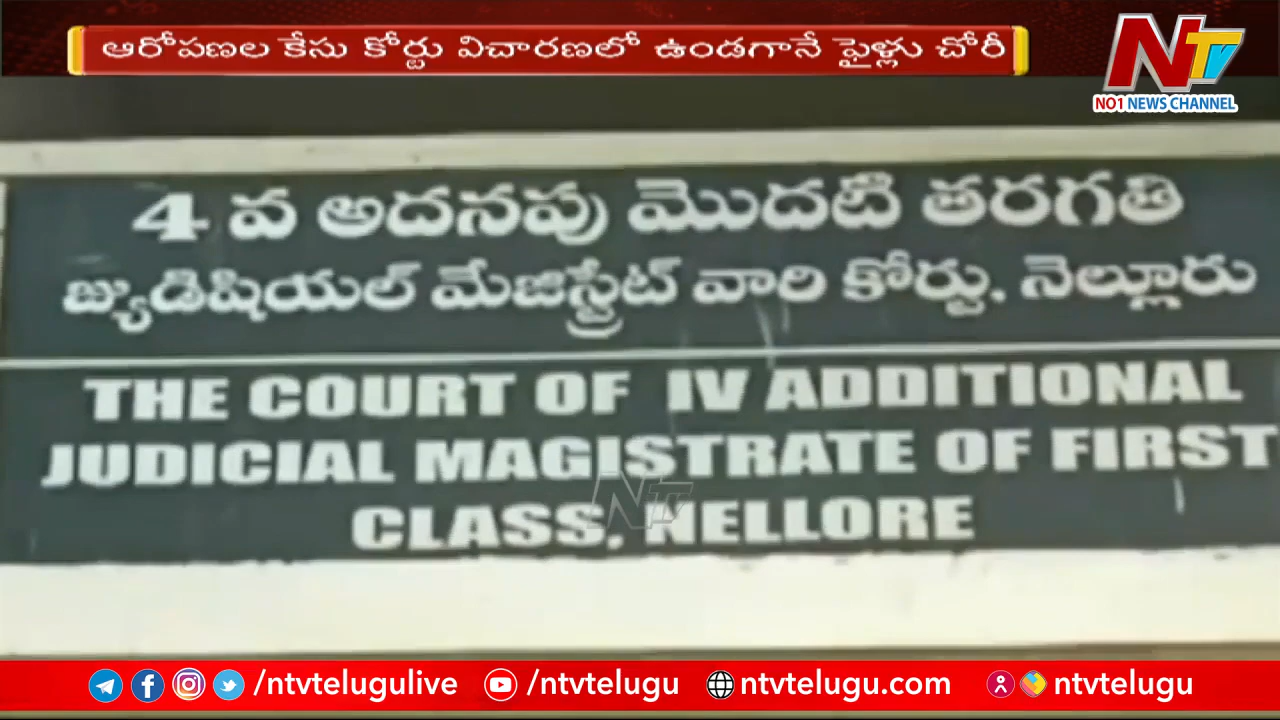 ఆరోపణల కేసు కోర్టు విచారణలో ఉండగానే ఫైళ్లు చోరీ
NTV
NO1 NEWS CHANNEL
4 వ అదనపు మొదటి తరగతి
జ్యుడిషియల్ మేజిస్ట్రేట్ వారి కోర్టు, నెల్లూరు
THE COURT OF IV ADDITIONAL
JUDICIAL MAGISTRATE OF FIRST
CLASS, NELLORE
NTV
/ntvtelugulive
/ntvtelugu
ntvtelugu.com
ntvtelugu